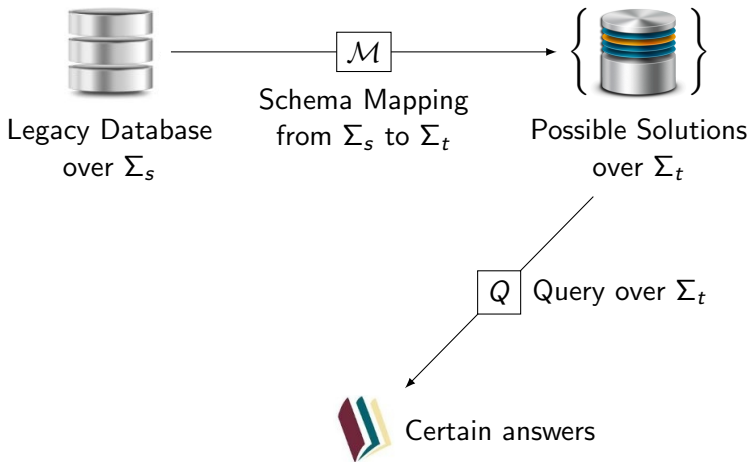 ℳ
Schema Mapping
from Σₛ to Σₜ
Legacy Database
over Σₛ
{ }
Possible Solutions
over Σₜ
Q
Query over Σₜ
Certain answers